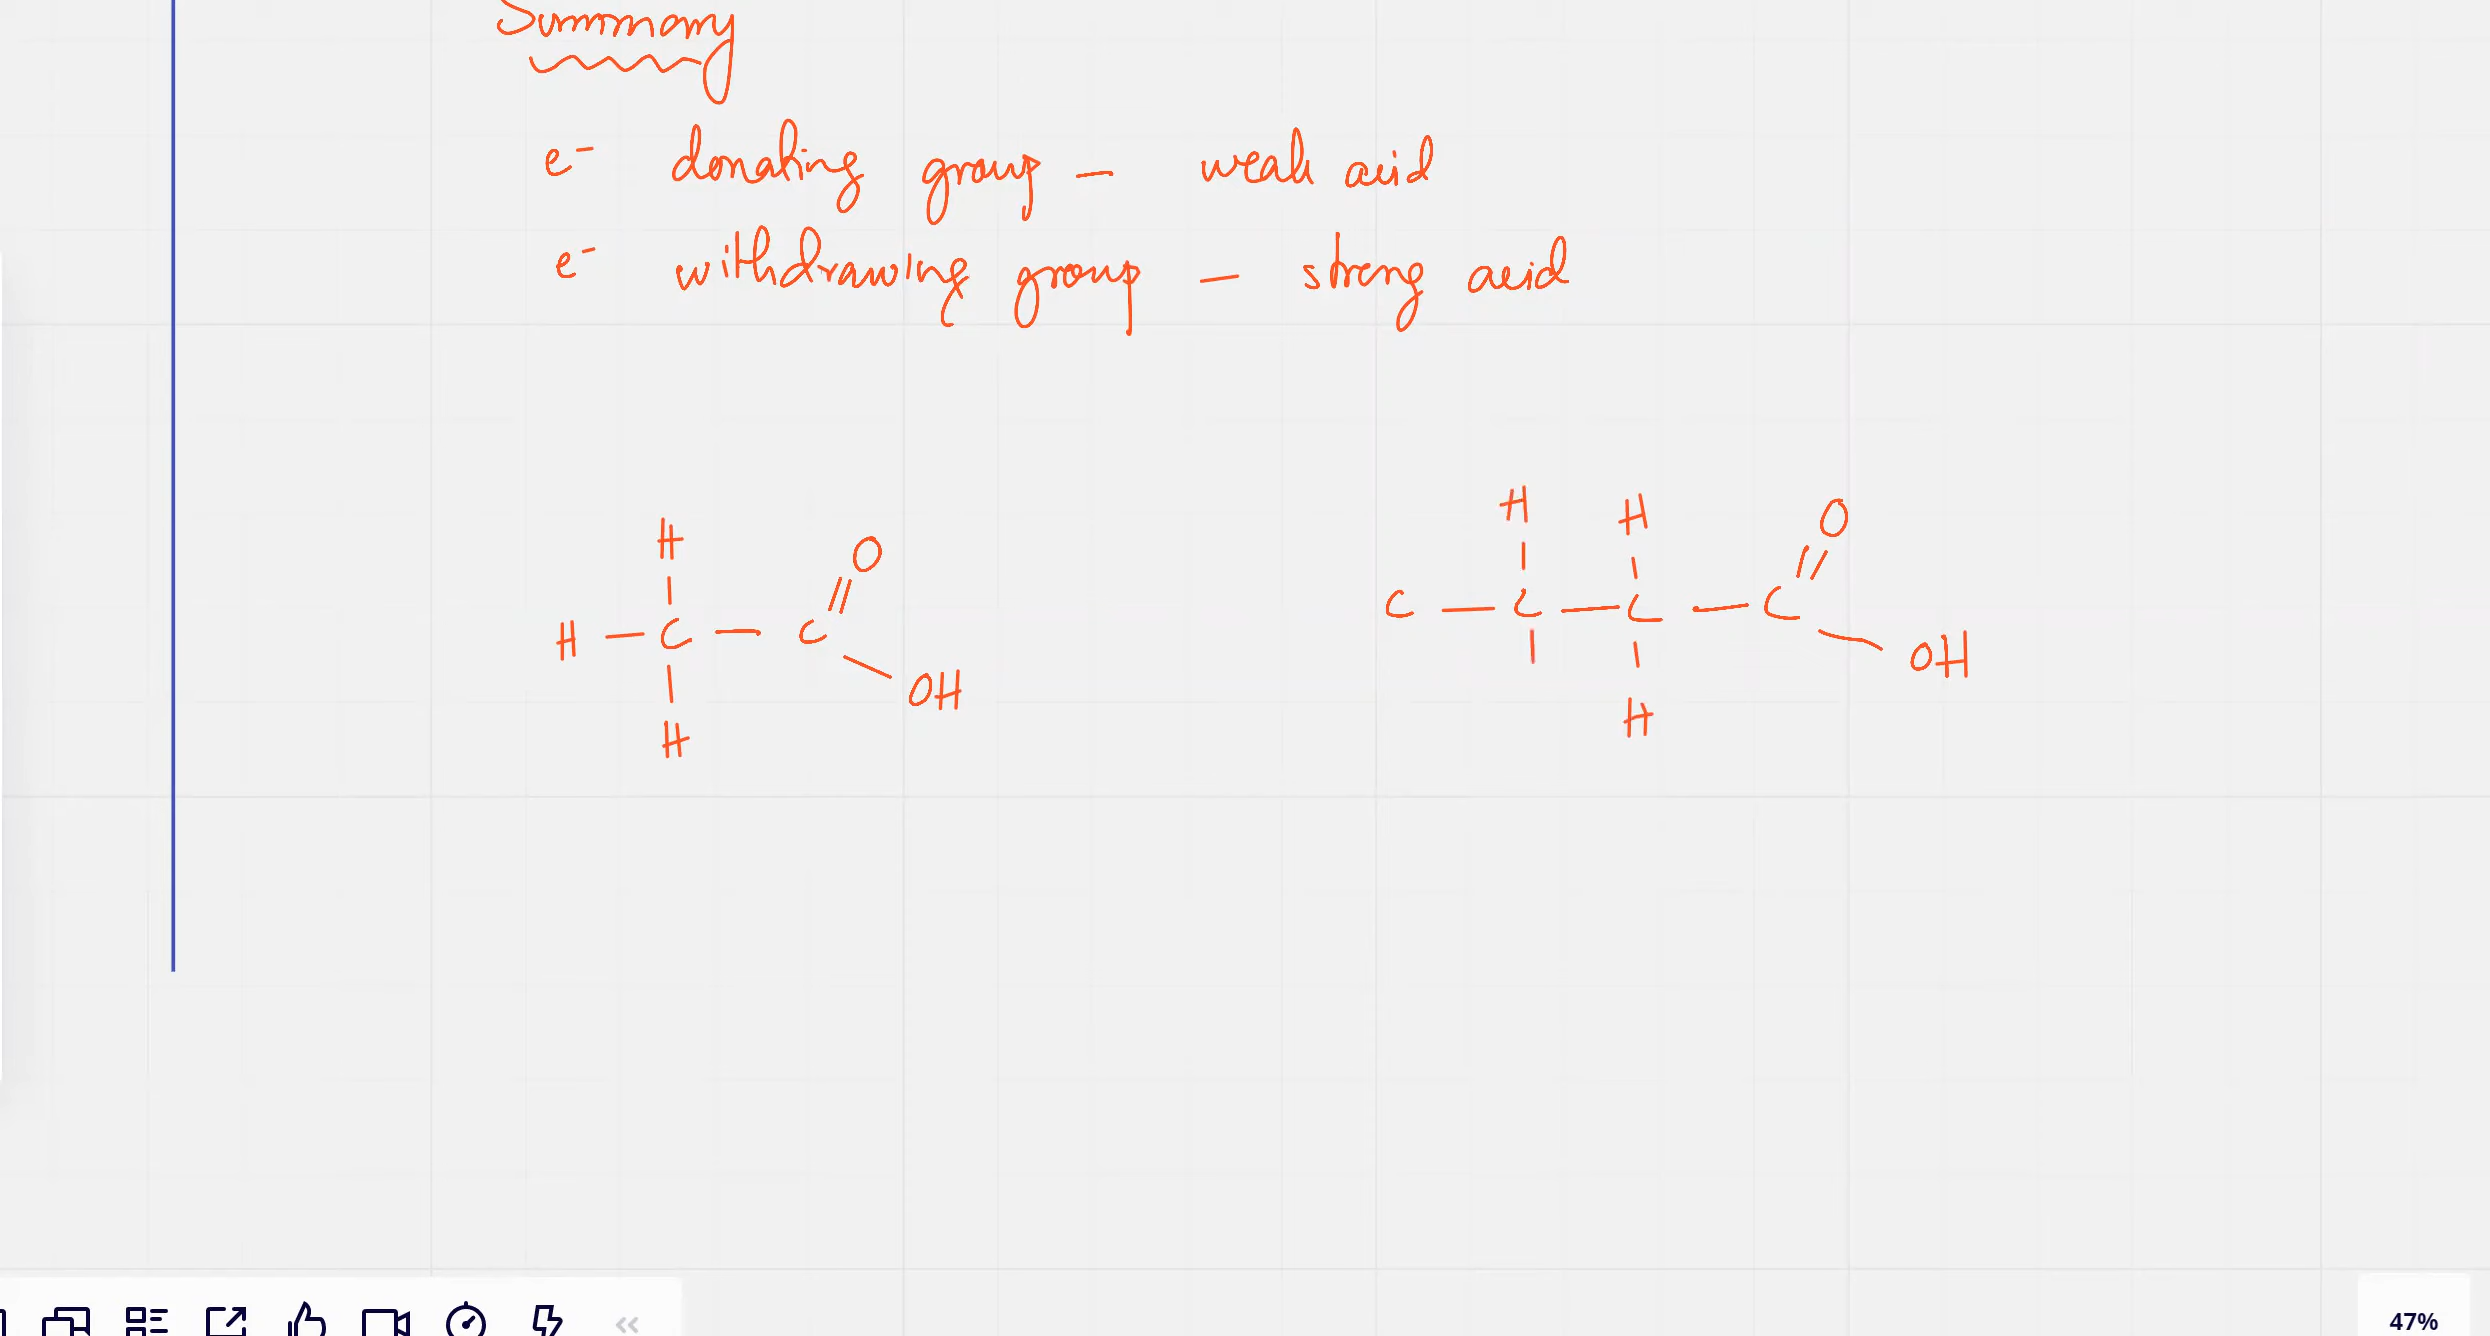 Summary
e⁻ donating group – weak acid
e⁻ withdrawing group – strong acid
H H H
H O O
H – C – C C – C – C – C
OH OH
H H
47%